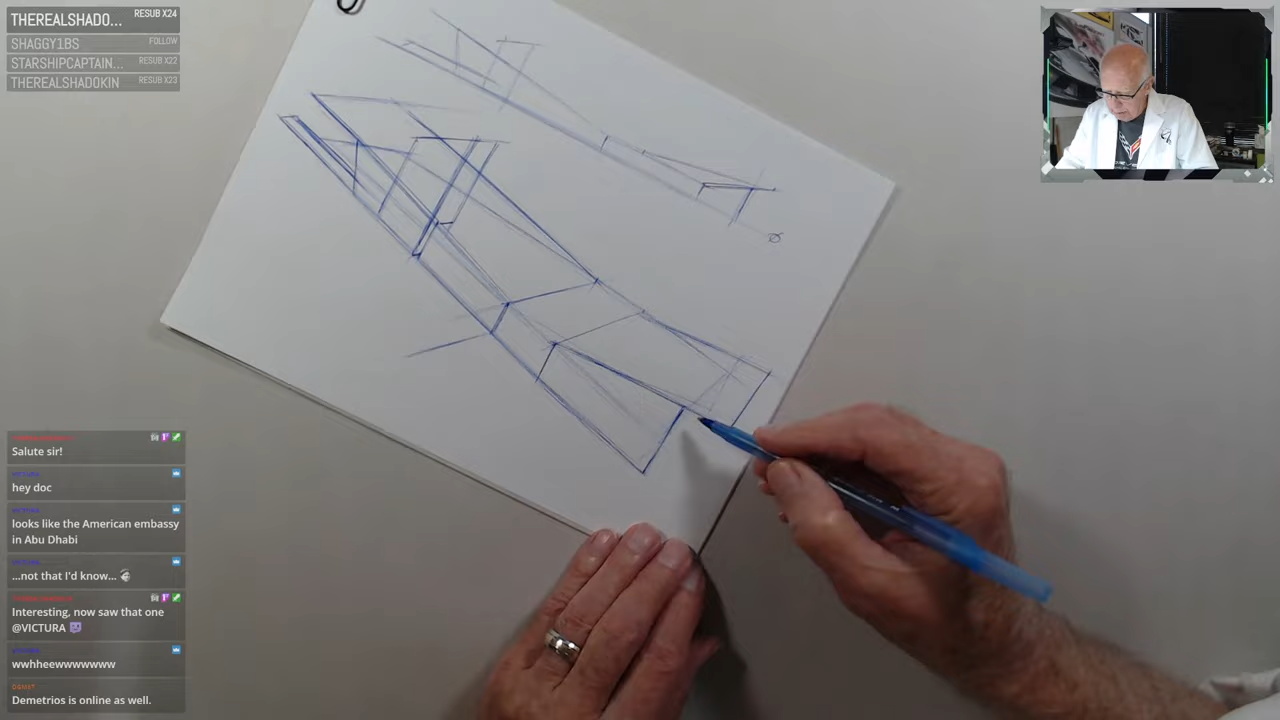 THEREALSHADO...
RESUB X24
SHAGGY1BS
FOLLOW
STARSHIPCAPTAIN...
RESUB X22
THEREALSHADOKIN
RESUB X23
Salute sir!
hey doc
looks like the American embassy
in Abu Dhabi
...not that I'd know...
Interesting, now saw that one
@VICTURA
wwhheewwwwwww
Demetrios is online as well.